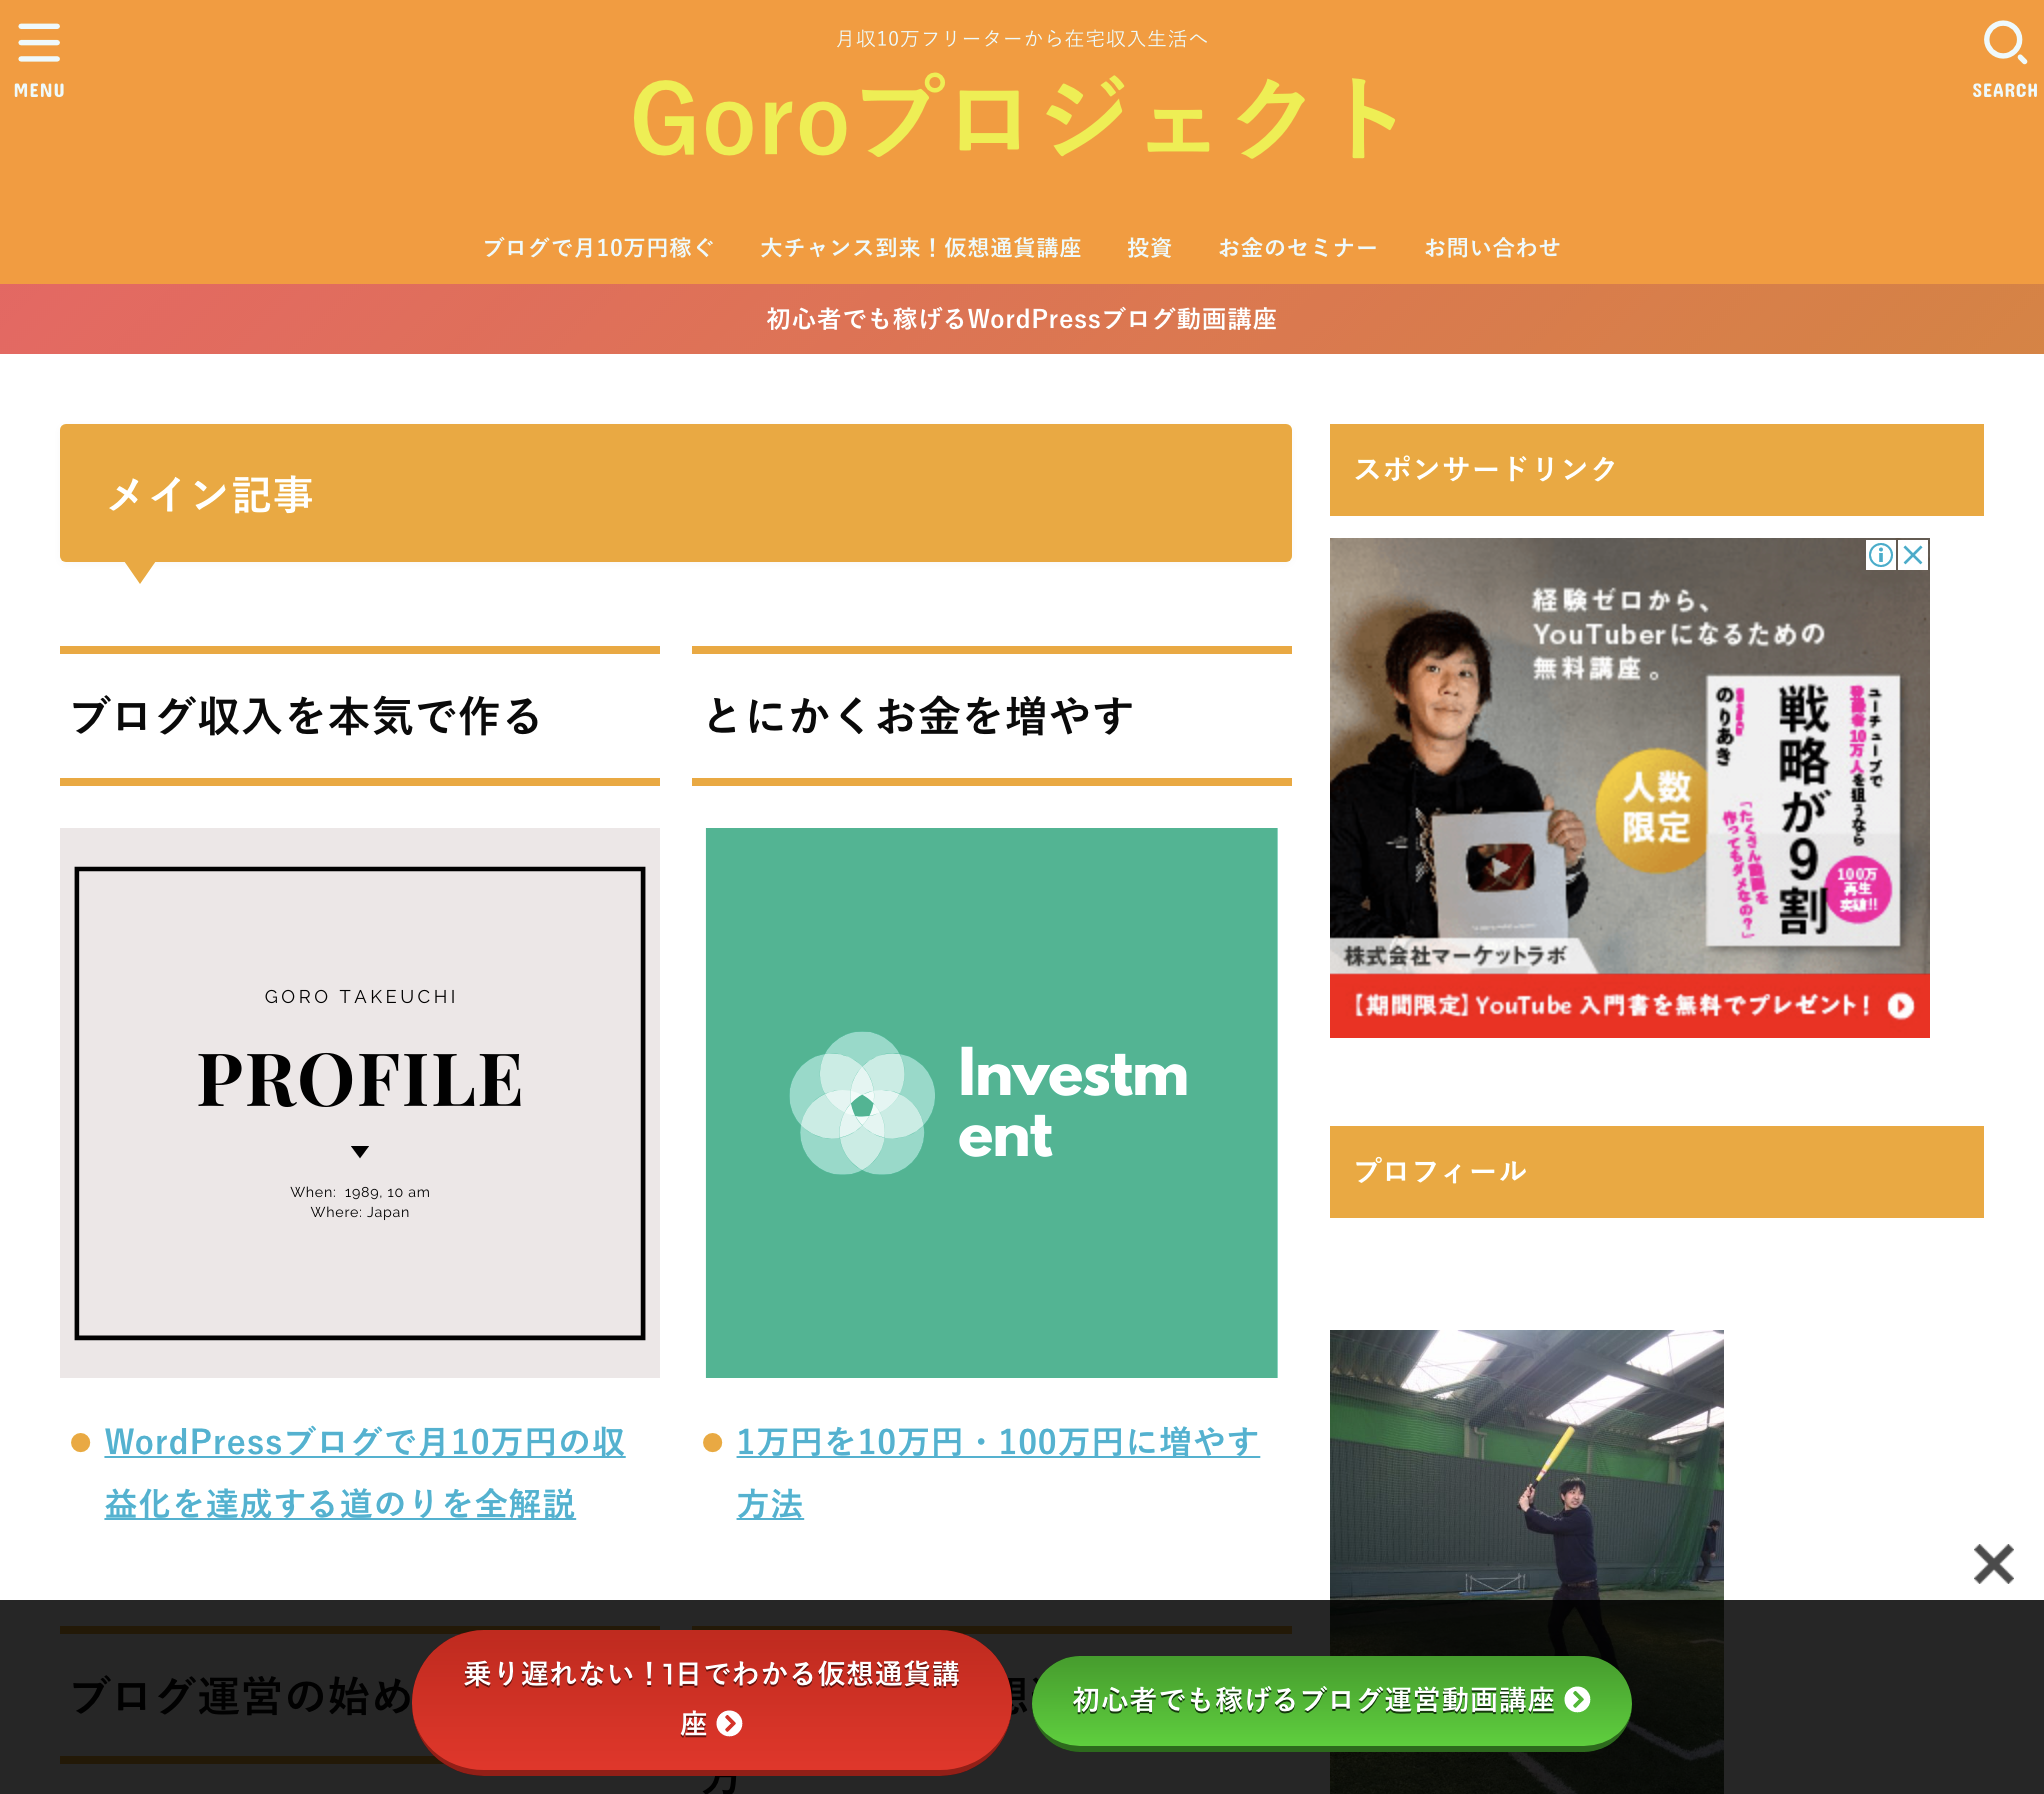 月収10万フリーターから在宅収入生活へ
MENU
Goroプロジェクト
SEARCH
ブログで月10万円稼ぐ
大チャンス到来！仮想通貨講座
投資
お金のセミナー
お問い合わせ
初心者でも稼げるWordPressブログ動画講座
メイン記事
ブログ収入を本気で作る
GORO TAKEUCHI
PROFILE
When: 1989, 10 am
Where: Japan
WordPressブログで月10万円の収
益化を達成する道のりを全解説
とにかくお金を増やす
Investm
ent
1万円を10万円・100万円に増やす
方法
スポンサードリンク
経験ゼロから、
YouTuberになるための
無料講座。
ユーチューブで
登録者10万人を狙うなら
戦略が9割
のりあき
「たくさん動画を
作ってもダメなの？」
人数
限定
100万
再生
突破!!
株式会社マーケットラボ
【期間限定】YouTube 入門書を無料でプレゼント！
プロフィール
ブログ運営の始め
想
方
乗り遅れない！1日でわかる仮想通貨講
座
初心者でも稼げるブログ運営動画講座